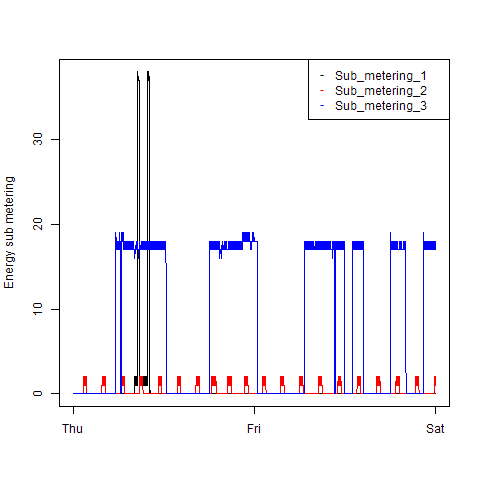 Sub_metering_1
Sub_metering_2
Sub_metering_3
Energy sub metering
30
20
10
0
Thu
Fri
Sat